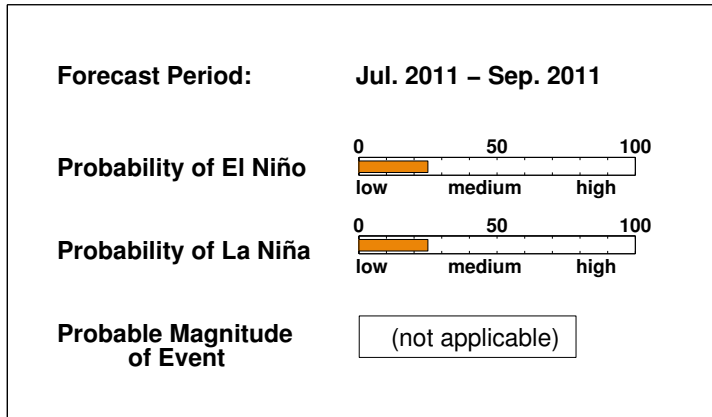 Forecast Period: Jul. 2011 – Sep. 2011
0 50 100
Probability of El Niño
low medium high
0 50 100
Probability of La Niña
low medium high
Probable Magnitude
of Event
(not applicable)